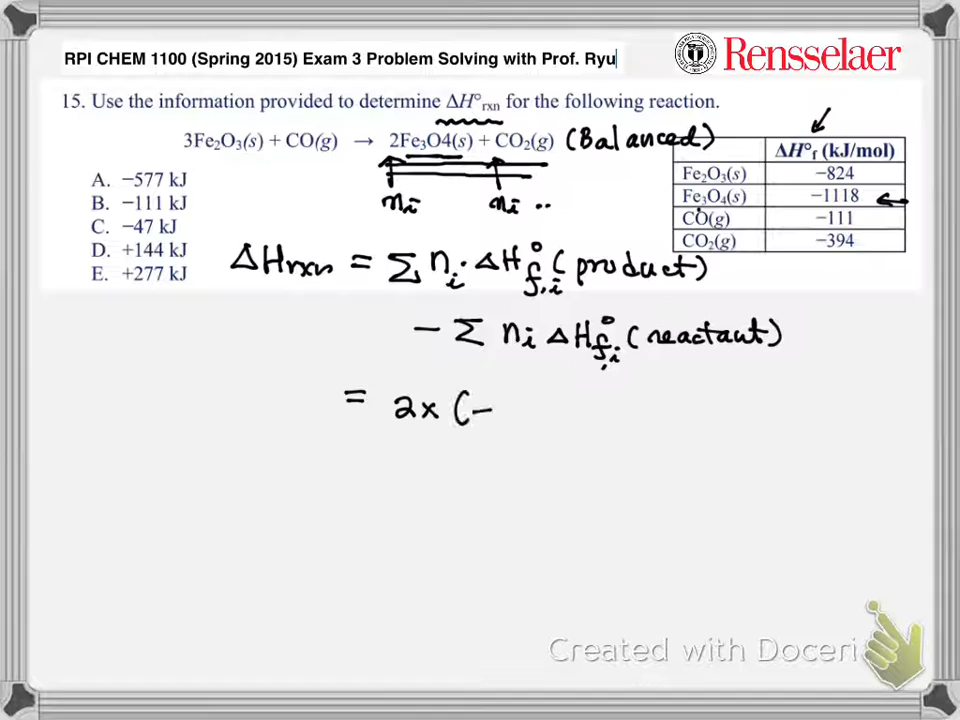 RPI CHEM 1100 (Spring 2015) Exam 3 Problem Solving with Prof. Ryu
Rensselaer
15. Use the information provided to determine ΔH°rxn for the following reaction.
3Fe₂O₃(s) + CO(g) → 2Fe₃O4(s) + CO₂(g) (Balanced)
ΔH°f (kJ/mol)
Fe₂O₃(s) −824
Fe₃O₄(s) −1118
CO(g) −111
CO₂(g) −394
A. −577 kJ
B. −111 kJ
C. −47 kJ
D. +144 kJ
E. +277 kJ
ni ni ..
ΔHrxn = Σ ni · ΔH°f,i (product)
− Σ ni ΔH°f,i (reactant)
= 2x (−
Created with Doceri